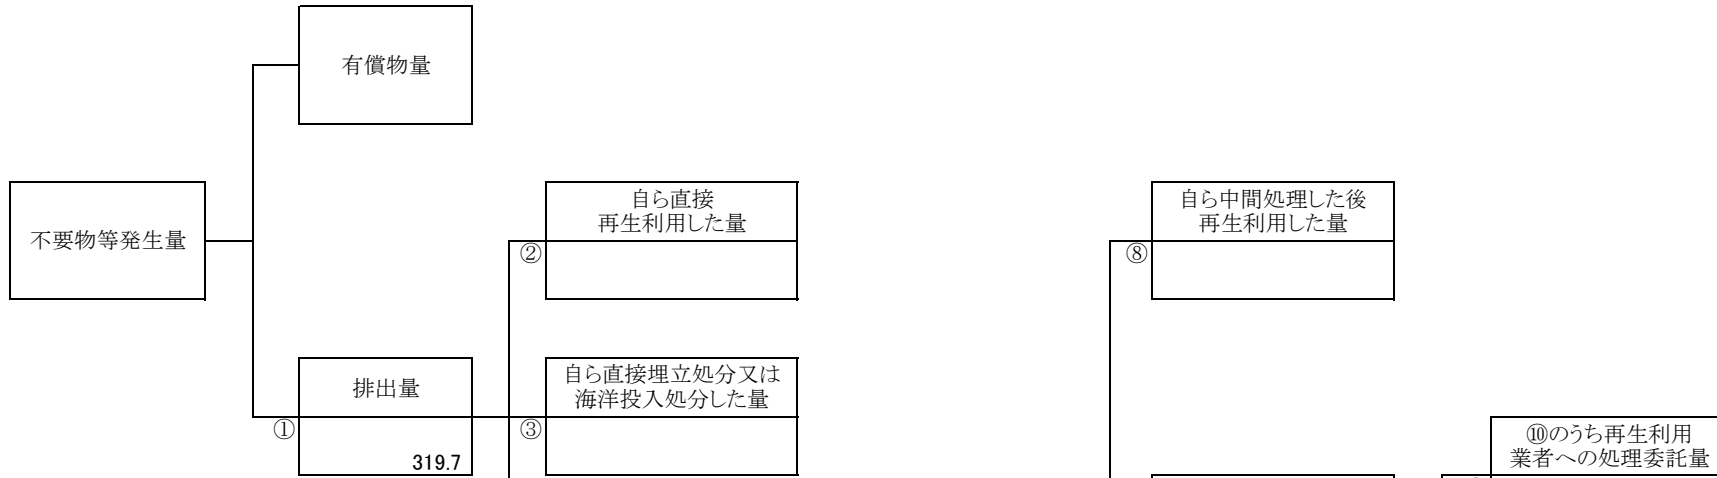 有償物量
不要物等発生量
自ら直接
再生利用した量
②
自ら中間処理した後
再生利用した量
⑧
排出量
①
319.7
自ら直接埋立処分又は
海洋投入処分した量
③
⑩のうち再生利用
業者への処理委託量